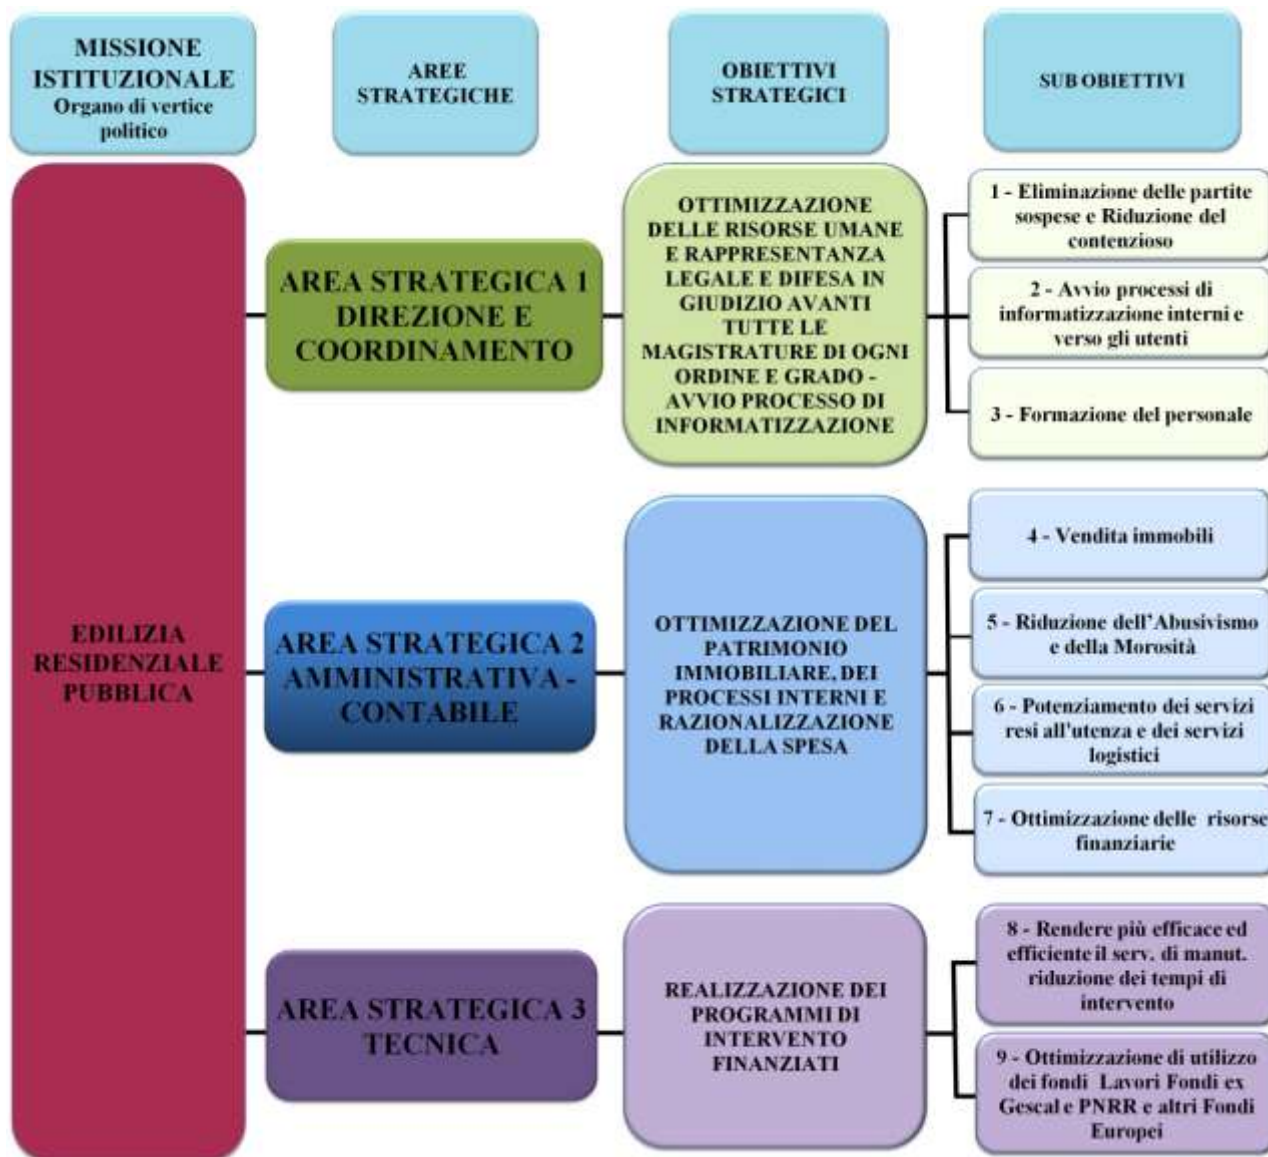 MISSIONE
ISTITUZIONALE
Organo di vertice
politico
AREE
STRATEGICHE
OBIETTIVI
STRATEGICI
SUB OBIETTIVI
EDILIZIA
RESIDENZIALE
PUBBLICA
AREA STRATEGICA 1
DIREZIONE E
COORDINAMENTO
OTTIMIZZAZIONE
DELLE RISORSE UMANE
E RAPPRESENTANZA
LEGALE E DIFESA IN
GIUDIZIO AVANTI
TUTTE LE
MAGISTRATURE DI OGNI
ORDINE E GRADO -
AVVIO PROCESSO DI
INFORMATIZZAZIONE
1 - Eliminazione delle partite
sospese e Riduzione del
contenzioso
2 - Avvio processi di
informatizzazione interni e
verso gli utenti
3 - Formazione del personale
AREA STRATEGICA 2
AMMINISTRATIVA -
CONTABILE
OTTIMIZZAZIONE DEL
PATRIMONIO
IMMOBILIARE, DEI
PROCESSI INTERNI E
RAZIONALIZZAZIONE
DELLA SPESA
4 - Vendita immobili
5 - Riduzione dell'Abusivismo
e della Morosità
6 - Potenziamento dei servizi
resi all'utenza e dei servizi
logistici
7 - Ottimizzazione delle risorse
finanziarie
AREA STRATEGICA 3
TECNICA
REALIZZAZIONE DEI
PROGRAMMI DI
INTERVENTO
FINANZIATI
8 - Rendere più efficace ed
efficiente il serv. di manut.
riduzione dei tempi di
intervento
9 - Ottimizzazione di utilizzo
dei fondi Lavori Fondi ex
Gescal e PNRR e altri Fondi
Europei